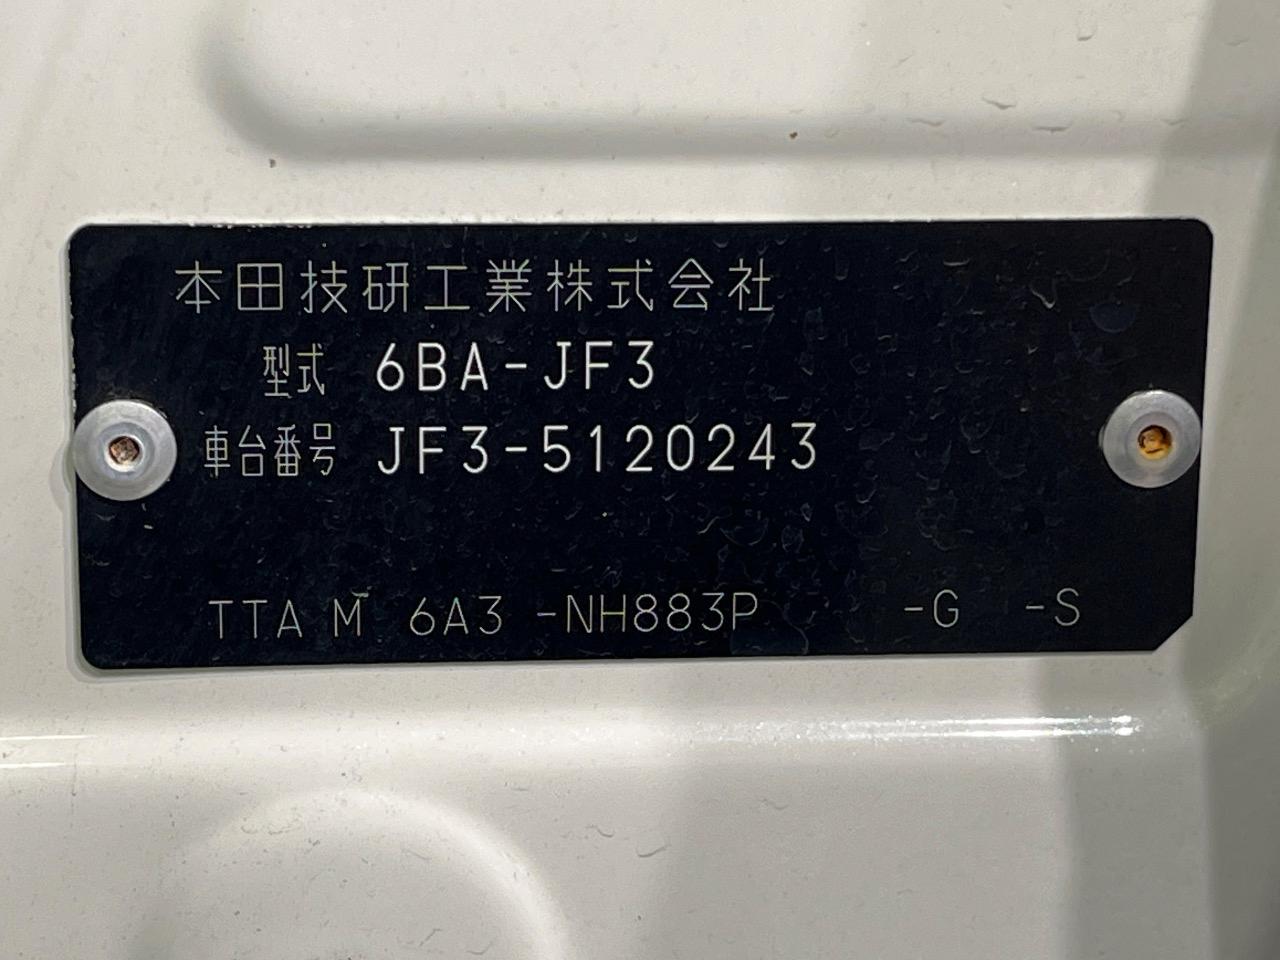 本田技研工業株式会社
型式 6BA-JF3
車台番号 JF3-5120243
TTA M 6A3 -NH883P -G -S